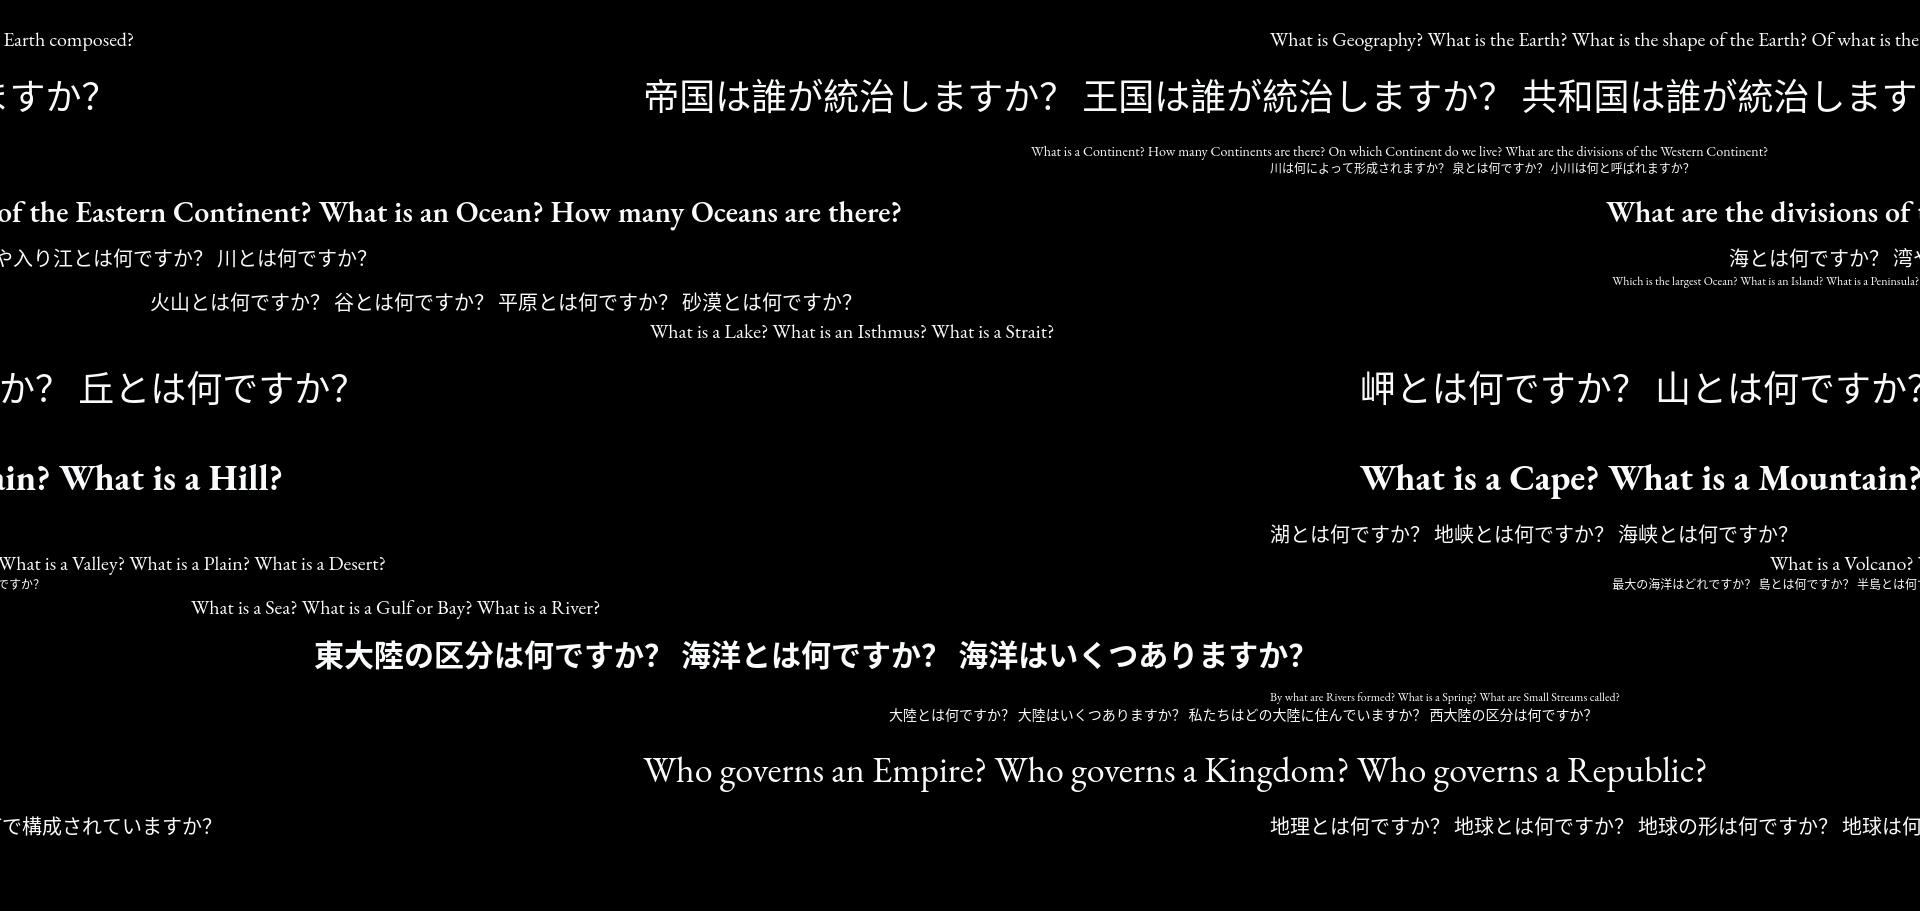 Earth composed?
What is Geography? What is the Earth? What is the shape of the Earth? Of what is the
ますか？
帝国は誰が統治しますか？ 王国は誰が統治しますか？ 共和国は誰が統治します
What is a Continent? How many Continents are there? On which Continent do we live? What are the divisions of the Western Continent?
川は何によって形成されますか？ 泉とは何ですか？ 小川は何と呼ばれますか？
of the Eastern Continent? What is an Ocean? How many Oceans are there?
What are the divisions of
や入り江とは何ですか？ 川とは何ですか？
海とは何ですか？ 湾
Which is the largest Ocean? What is an Island? What is a Peninsula?
火山とは何ですか？ 谷とは何ですか？ 平原とは何ですか？ 砂漠とは何ですか？
What is a Lake? What is an Isthmus? What is a Strait?
か？ 丘とは何ですか？
岬とは何ですか？ 山とは何ですか？
ain? What is a Hill?
What is a Cape? What is a Mountain?
湖とは何ですか？ 地峡とは何ですか？ 海峡とは何ですか？
What is a Valley? What is a Plain? What is a Desert?
What is a Volcano?
ですか？
最大の海洋はどれですか？ 島とは何ですか？ 半島とは何
What is a Sea? What is a Gulf or Bay? What is a River?
東大陸の区分は何ですか？ 海洋とは何ですか？ 海洋はいくつありますか？
By what are Rivers formed? What is a Spring? What are Small Streams called?
大陸とは何ですか？ 大陸はいくつありますか？ 私たちはどの大陸に住んでいますか？ 西大陸の区分は何ですか？
Who governs an Empire? Who governs a Kingdom? Who governs a Republic?
で構成されていますか？
地理とは何ですか？ 地球とは何ですか？ 地球の形は何ですか？ 地球は何